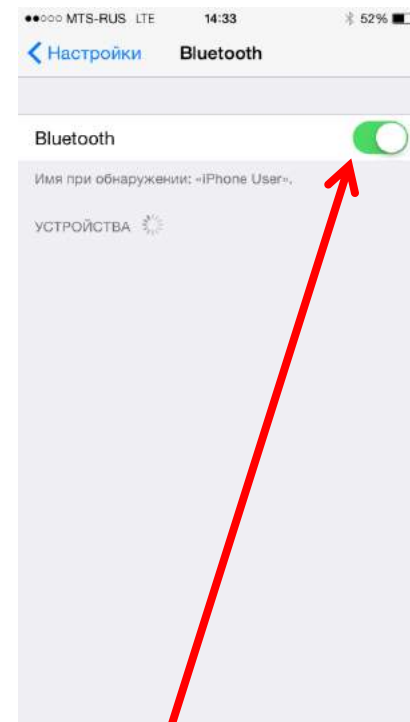 MTS-RUS LTE 14:33 52%
Настройки Bluetooth
Bluetooth
Имя при обнаружении: «iPhone User».
УСТРОЙСТВА